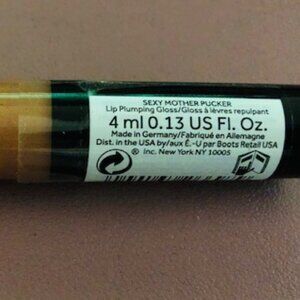 SEXY MOTHER PUCKER
Lip Plumping Gloss/Gloss à lèvres repulpant
4 ml 0.13 US Fl. Oz.
Made in Germany/Fabriqué en Allemagne
Dist. in the USA by/aux É.-U par Boots Retail USA
Inc. New York NY 10005